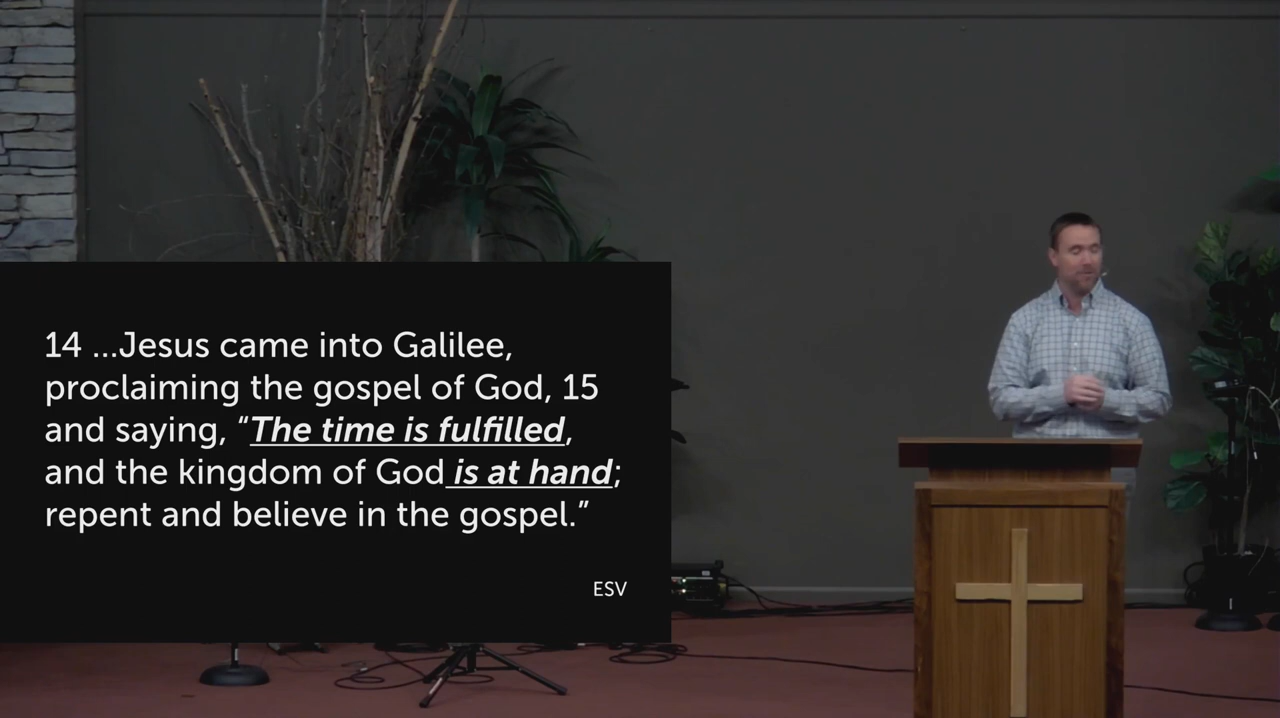 14 ...Jesus came into Galilee,
proclaiming the gospel of God, 15
and saying, “The time is fulfilled,
and the kingdom of God is at hand;
repent and believe in the gospel.”
ESV